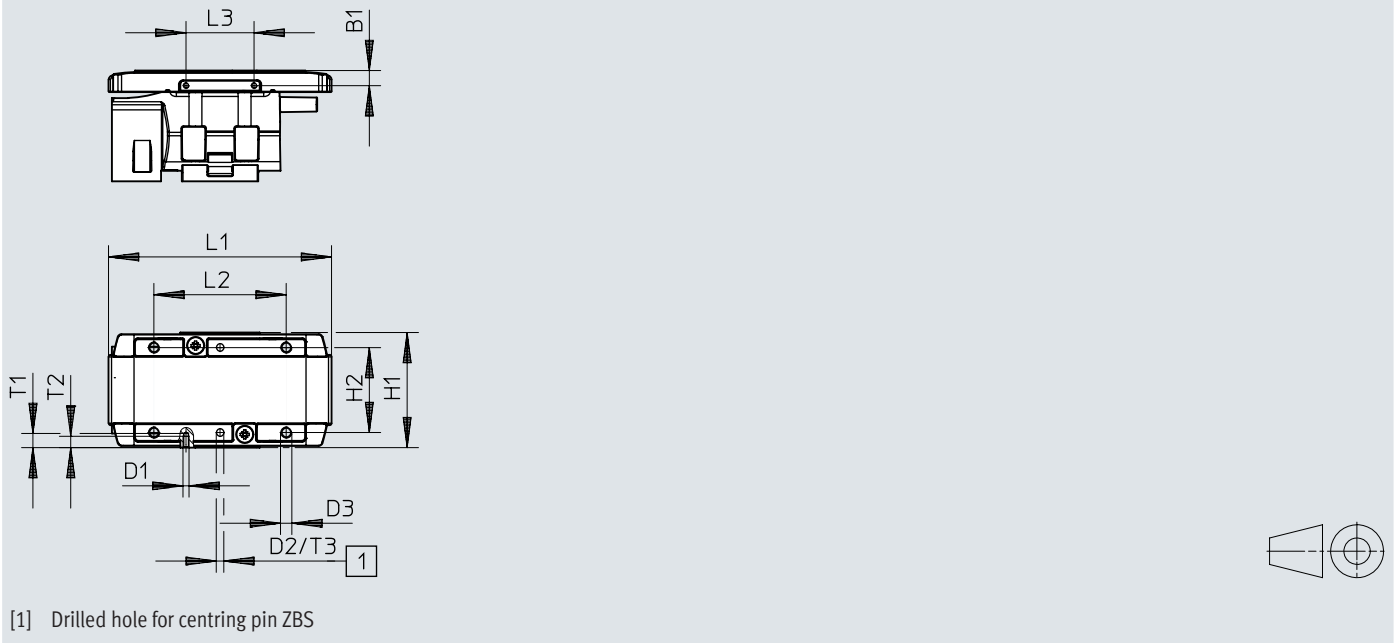 L3
B1
L1
L2
T1
T2
H2
H1
D1
D3
D2/T3
1
[1] Drilled hole for centring pin ZBS